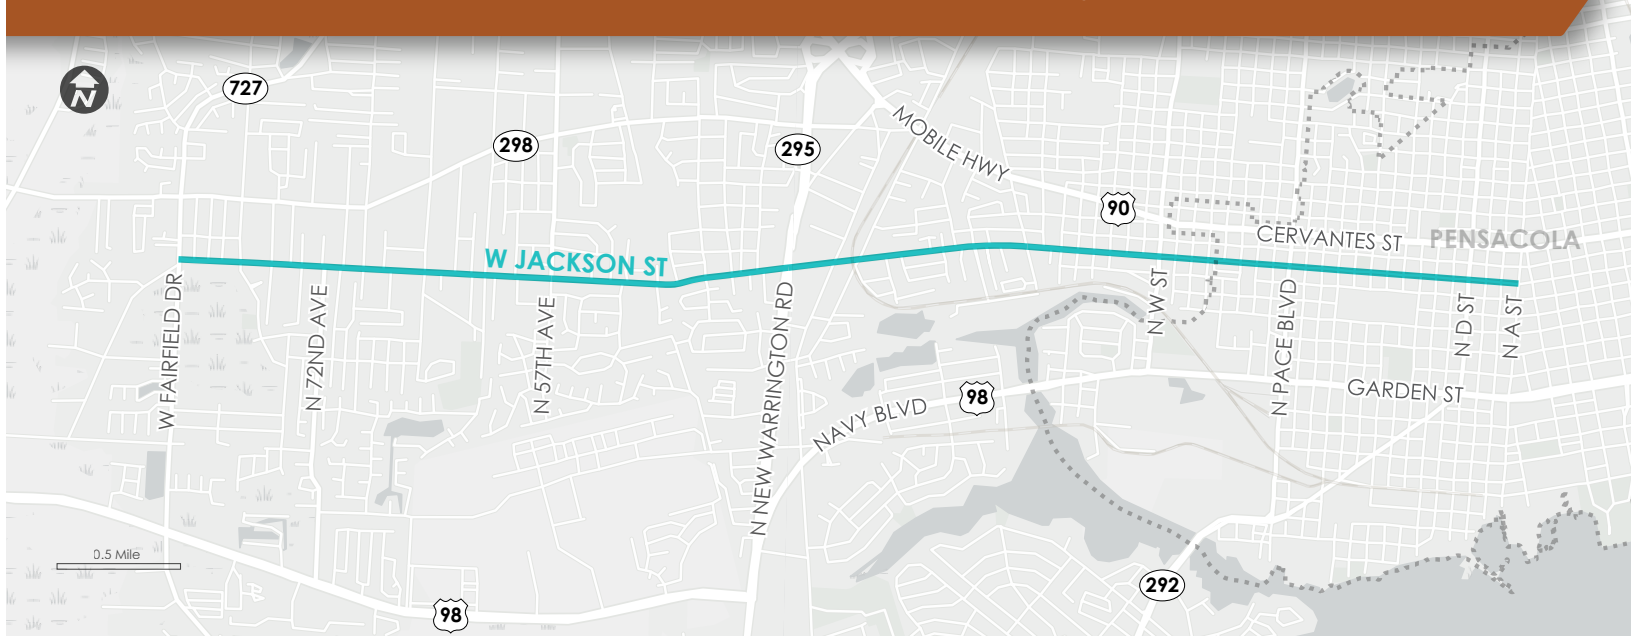 N
727
298
295
MOBILE HWY
90
CERVANTES ST
PENSACOLA
W JACKSON ST
W FAIRFIELD DR
N 72ND AVE
N 57TH AVE
N NEW WARRINGTON RD
N W ST
N PACE BLVD
N D ST
N A ST
NAVY BLVD
98
GARDEN ST
0.5 Mile
98
292